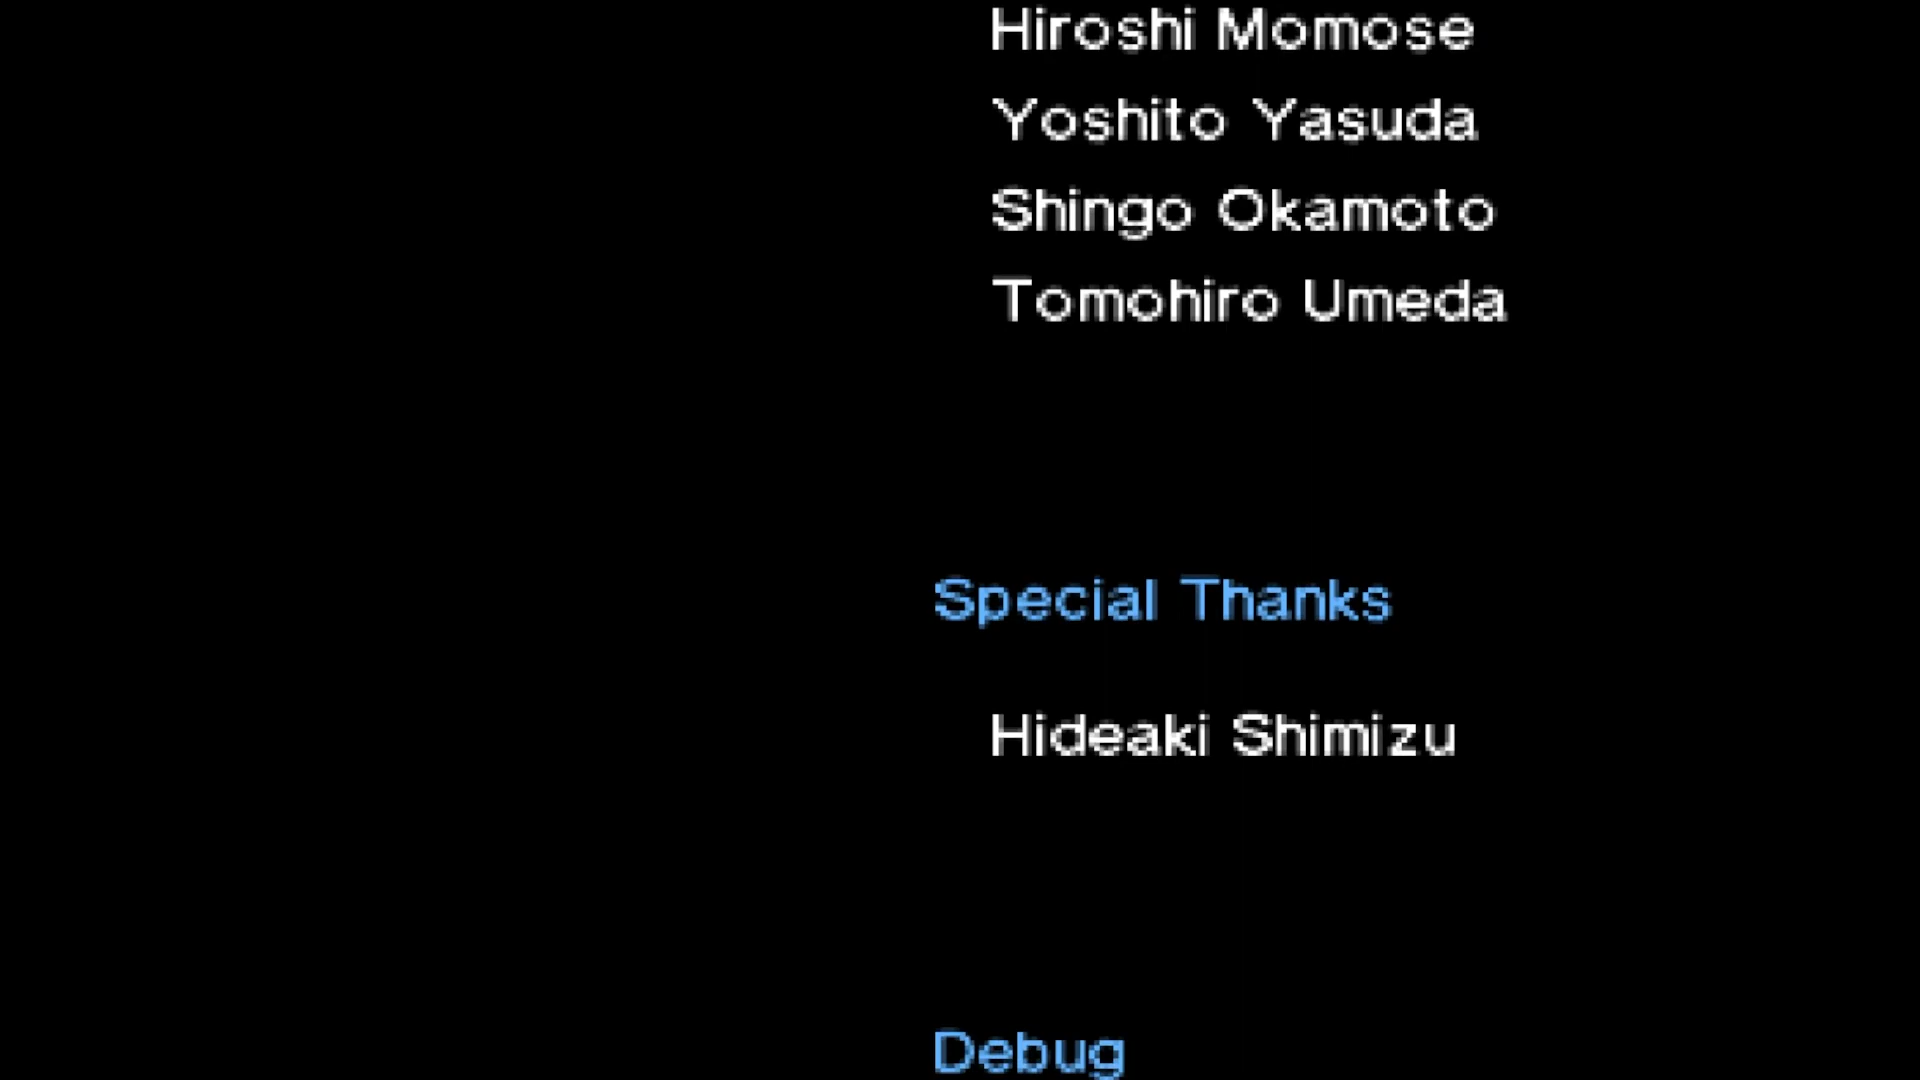 Hiroshi Momose
Yoshito Yasuda
Shingo Okamoto
Tomohiro Umeda
Special Thanks
Hideaki Shimizu
Debug